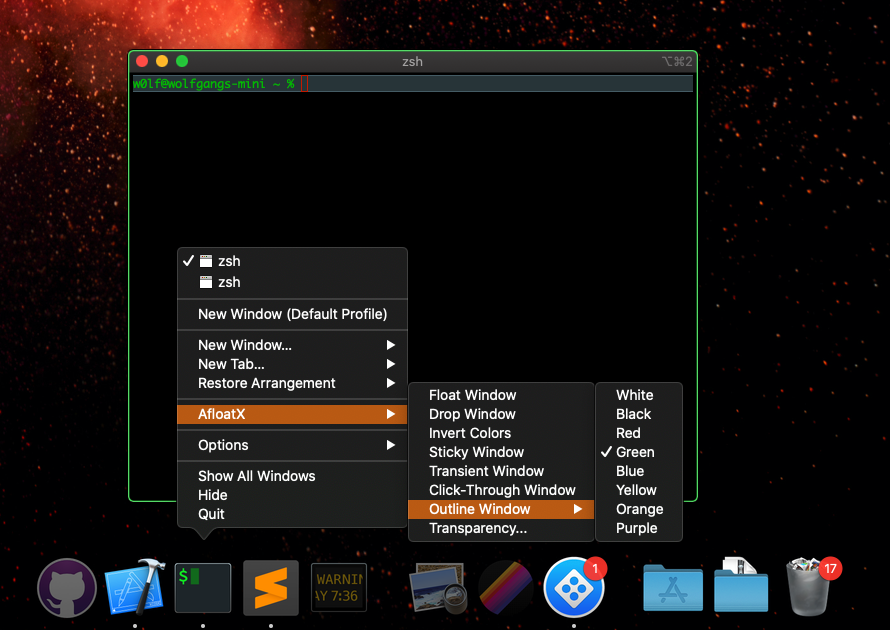 zsh
⌥⌘2
w0lf@wolfgangs-mini ~ %
✓ zsh
zsh
New Window (Default Profile)
New Window...
New Tab...
Restore Arrangement
AfloatX
Options
Show All Windows
Hide
Quit
Float Window
Drop Window
Invert Colors
Sticky Window
Transient Window
Click-Through Window
Outline Window
Transparency...
White
Black
Red
✓ Green
Blue
Yellow
Orange
Purple
$
WARNIN
AY 7:36
1
17